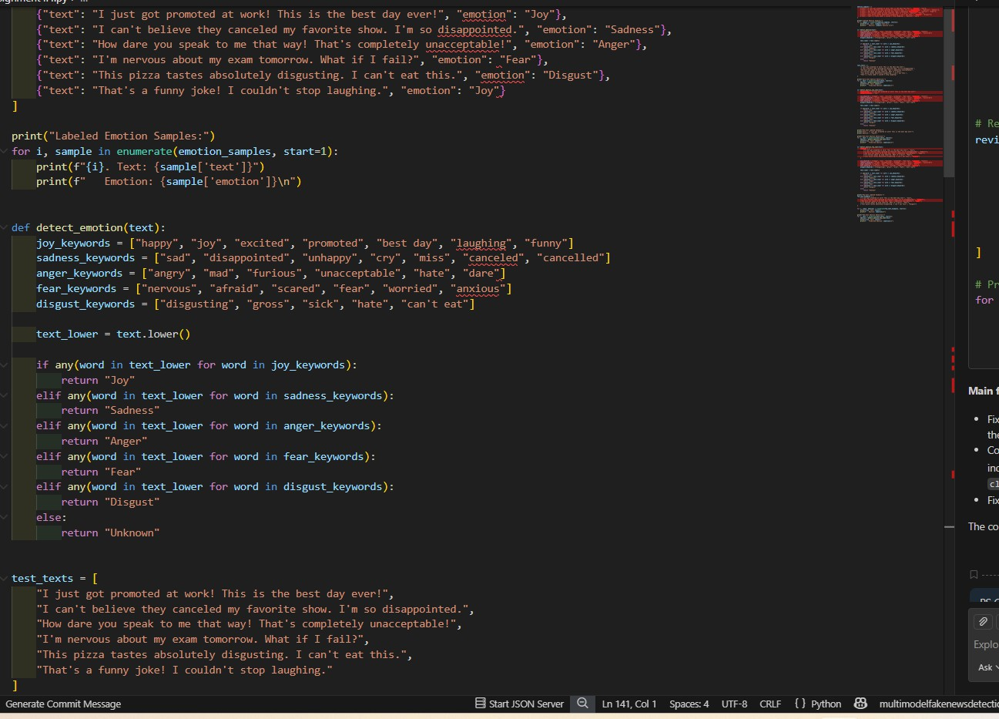 {"text": "I just got promoted at work! This is the best day ever!", "emotion": "Joy"},
    {"text": "I can't believe they canceled my favorite show. I'm so disappointed.", "emotion": "Sadness"},
    {"text": "How dare you speak to me that way! That's completely unacceptable!", "emotion": "Anger"},
    {"text": "I'm nervous about my exam tomorrow. What if I fail?", "emotion": "Fear"},
    {"text": "This pizza tastes absolutely disgusting. I can't eat this.", "emotion": "Disgust"},
    {"text": "That's a funny joke! I couldn't stop laughing.", "emotion": "Joy"}
]
print("Labeled Emotion Samples:")
for i, sample in enumerate(emotion_samples, start=1):
    print(f"{i}. Text: {sample['text']}")
    print(f"   Emotion: {sample['emotion']}\n")
def detect_emotion(text):
    joy_keywords = ["happy", "joy", "excited", "promoted", "best day", "laughing", "funny"]
    sadness_keywords = ["sad", "disappointed", "unhappy", "cry", "miss", "canceled", "cancelled"]
    anger_keywords = ["angry", "mad", "furious", "unacceptable", "hate", "dare"]
    fear_keywords = ["nervous", "afraid", "scared", "fear", "worried", "anxious"]
    disgust_keywords = ["disgusting", "gross", "sick", "hate", "can't eat"]
    text_lower = text.lower()
    if any(word in text_lower for word in joy_keywords):
        return "Joy"
    elif any(word in text_lower for word in sadness_keywords):
        return "Sadness"
    elif any(word in text_lower for word in anger_keywords):
        return "Anger"
    elif any(word in text_lower for word in fear_keywords):
        return "Fear"
    elif any(word in text_lower for word in disgust_keywords):
        return "Disgust"
    else:
        return "Unknown"
test_texts = [
    "I just got promoted at work! This is the best day ever!",
    "I can't believe they canceled my favorite show. I'm so disappointed.",
    "How dare you speak to me that way! That's completely unacceptable!",
    "I'm nervous about my exam tomorrow. What if I fail?",
    "This pizza tastes absolutely disgusting. I can't eat this.",
    "That's a funny joke! I couldn't stop laughing."
]
# Re
revi
]
# Pr
for
Main f
Fix
the
Co
inc
cl
Fix
The co
Explo
Ask
Generate Commit Message
Start JSON Server
Ln 141, Col 1
Spaces: 4
UTF-8
CRLF
{ } Python
multimodelfakenewsdetectic